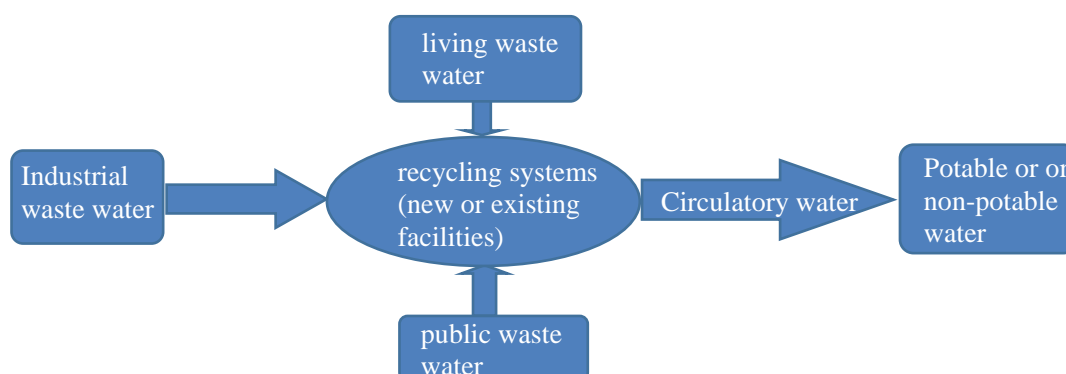 living waste
water
Industrial
waste water
recycling systems
(new or existing
facilities)
Circulatory water
Potable or or
non-potable
water
public waste
water